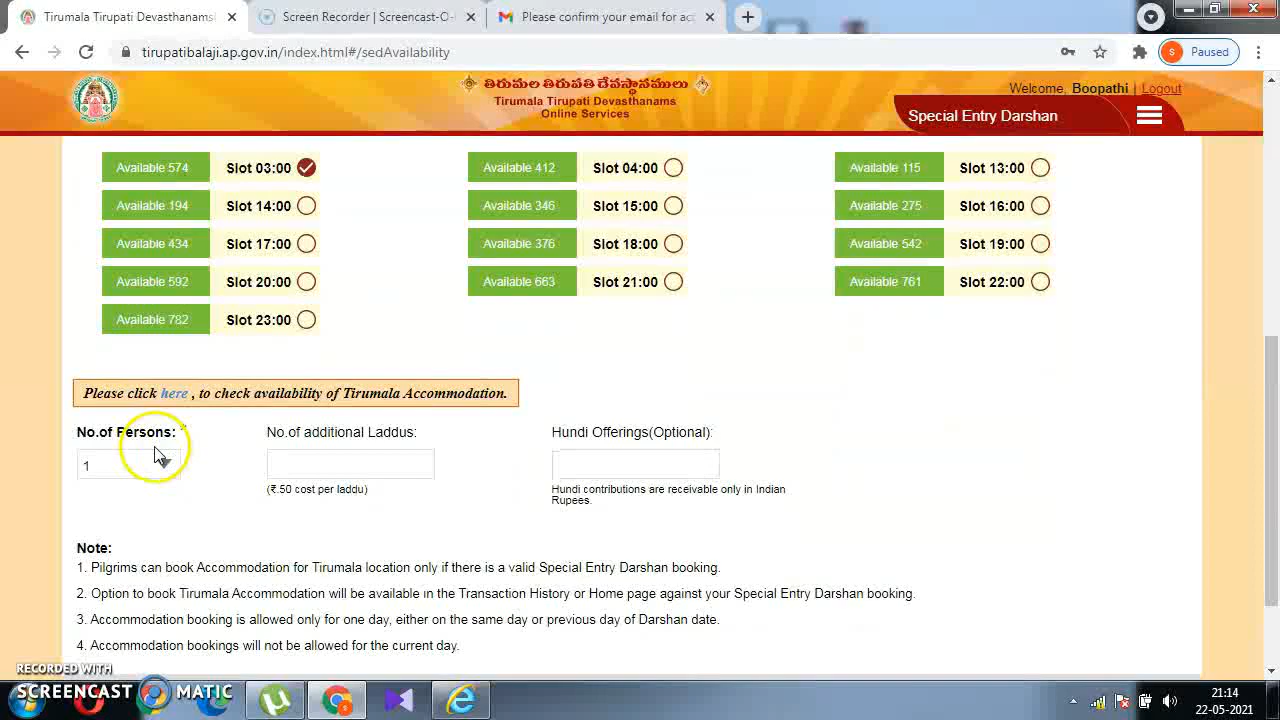 Tirumala Tirupati Devasthanams
Screen Recorder | Screencast-O-
Please confirm your email for acc
tirupatibalaji.ap.gov.in/index.html#/sedAvailability
S Paused
తిరుమల తిరుపతి దేవస్థానములు
Tirumala Tirupati Devasthanams
Online Services
Welcome, Boopathi | Logout
Special Entry Darshan
Available 574 Slot 03:00 Available 412 Slot 04:00 Available 115 Slot 13:00
Available 194 Slot 14:00 Available 346 Slot 15:00 Available 275 Slot 16:00
Available 434 Slot 17:00 Available 376 Slot 18:00 Available 542 Slot 19:00
Available 592 Slot 20:00 Available 663 Slot 21:00 Available 761 Slot 22:00
Available 782 Slot 23:00
Please click here , to check availability of Tirumala Accommodation.
No.of Persons: * No.of additional Laddus: Hundi Offerings(Optional):
1
(₹.50 cost per laddu) Hundi contributions are receivable only in Indian
Rupees.
Note:
1. Pilgrims can book Accommodation for Tirumala location only if there is a valid Special Entry Darshan booking.
2. Option to book Tirumala Accommodation will be available in the Transaction History or Home page against your Special Entry Darshan booking.
3. Accommodation booking is allowed only for one day, either on the same day or previous day of Darshan date.
4. Accommodation bookings will not be allowed for the current day.
RECORDED WITH
SCREENCAST MATIC
21:14
22-05-2021